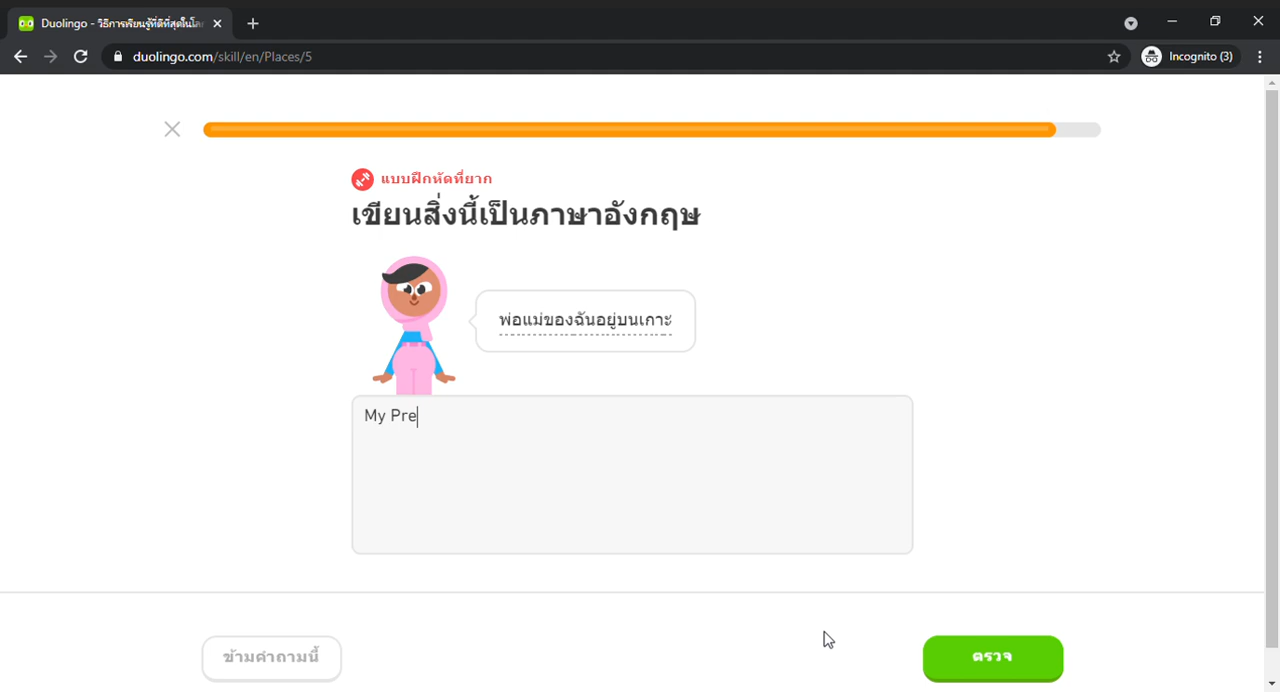 Duolingo - วิธีการเรียนรู้ที่ดีที่สุดในโล
duolingo.com/skill/en/Places/5
Incognito (3)
แบบฝึกหัดที่ยาก
เขียนสิ่งนี้เป็นภาษาอังกฤษ
พ่อแม่ของฉันอยู่บนเกาะ
My Pre
ข้ามคำถามนี้
ตรวจ